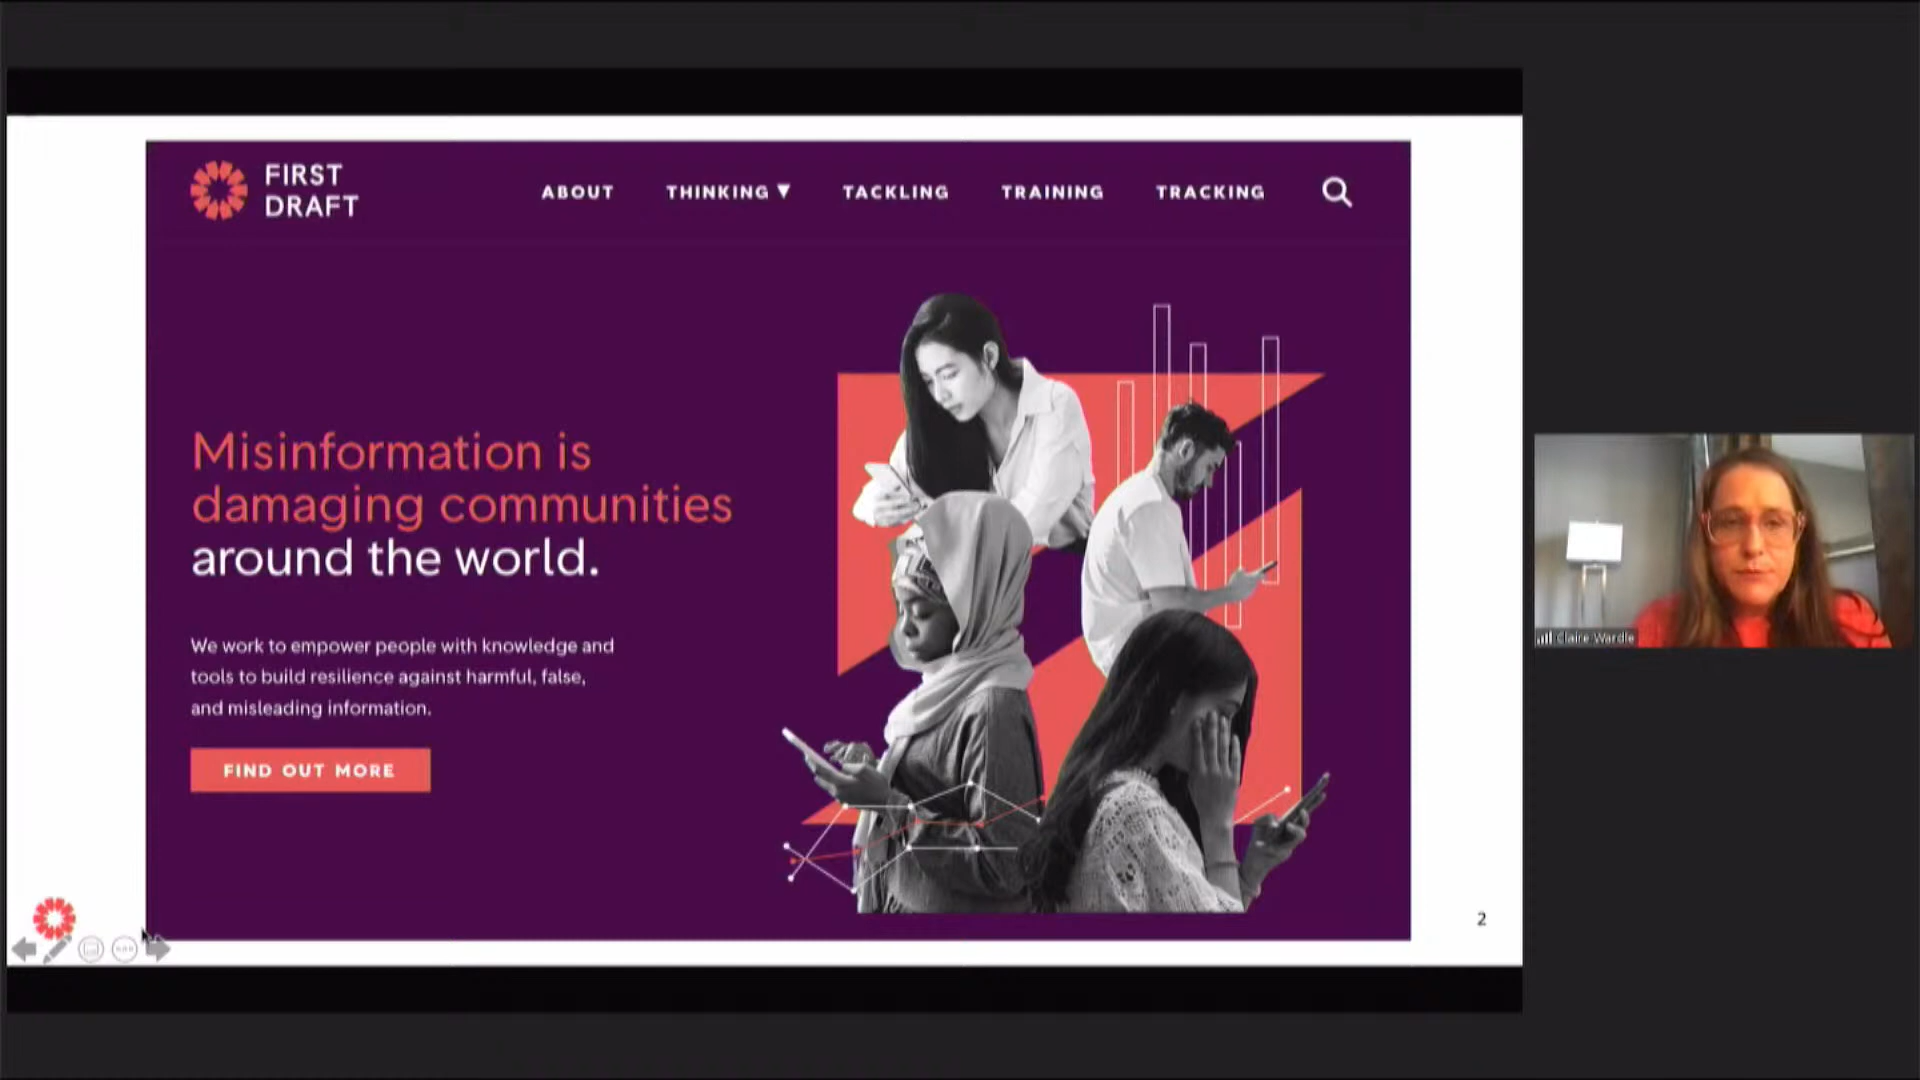 FIRST
DRAFT
ABOUT
THINKING ▼
TACKLING
TRAINING
TRACKING
Misinformation is
damaging communities
around the world.
We work to empower people with knowledge and
tools to build resilience against harmful, false,
and misleading information.
FIND OUT MORE
2
Claire Wardle